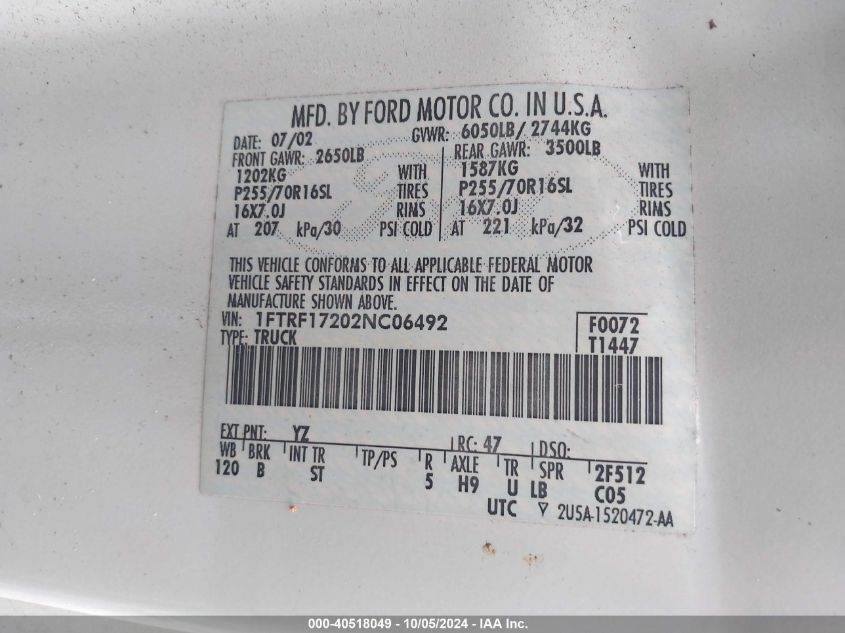 MFD. BY FORD MOTOR CO. IN U.S.A.
DATE: 07/02 GVWR: 6050LB/ 2744KG
FRONT GAWR: 2650LB REAR GAWR: 3500LB
1202KG WITH 1587KG WITH
P255/70R16SL TIRES P255/70R16SL TIRES
16X7.0J RIMS 16X7.0J RIMS
AT 207 kPa/30 PSI COLD AT 221 kPa/32 PSI COLD
THIS VEHICLE CONFORMS TO ALL APPLICABLE FEDERAL MOTOR
VEHICLE SAFETY STANDARDS IN EFFECT ON THE DATE OF
MANUFACTURE SHOWN ABOVE.
VIN: 1FTRF17202NC06492 F0072
TYPE: TRUCK T1447
EXT PNT: YZ RC: 47 DSO:
WB BRK INT TR TP/PS R AXLE TR SPR 2F512
120 B ST 5 H9 U LB C05
UTC ▽ 2U5A-1520472-AA
000-40518049 - 10/05/2024 - IAA Inc.